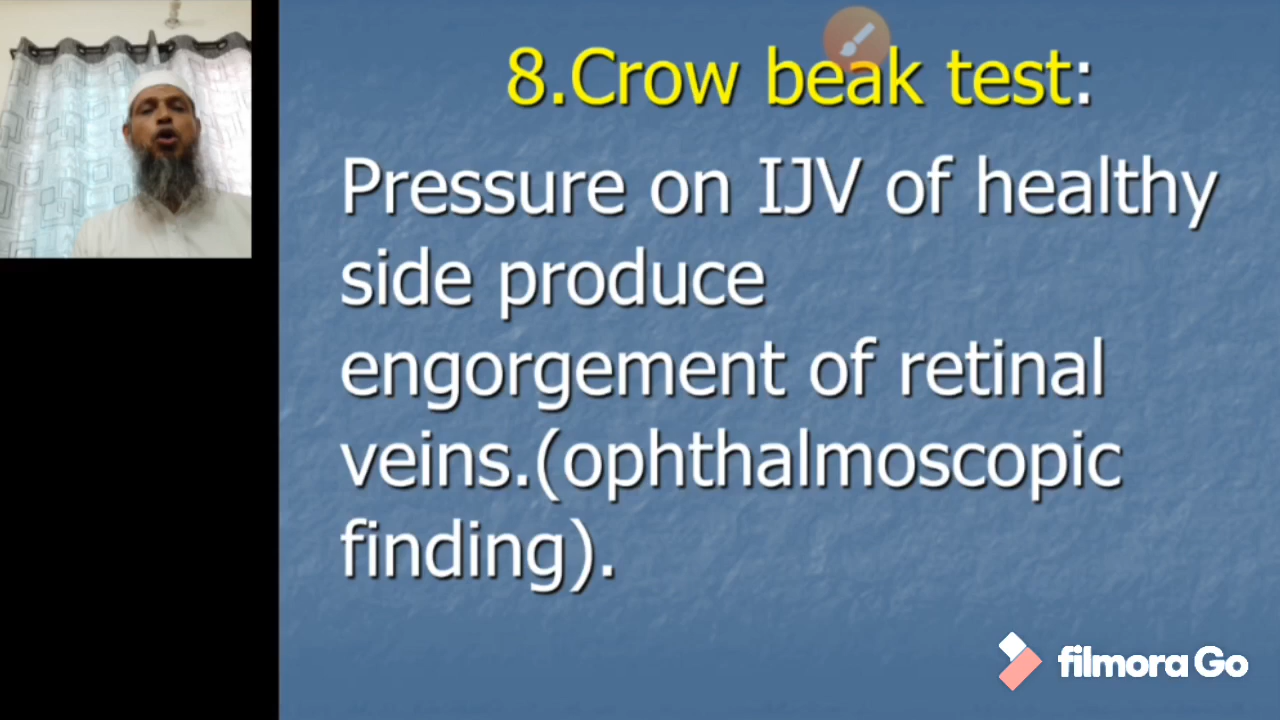 8.Crow beak test:
Pressure on IJV of healthy
side produce
engorgement of retinal
veins.(ophthalmoscopic
finding).
filmora Go